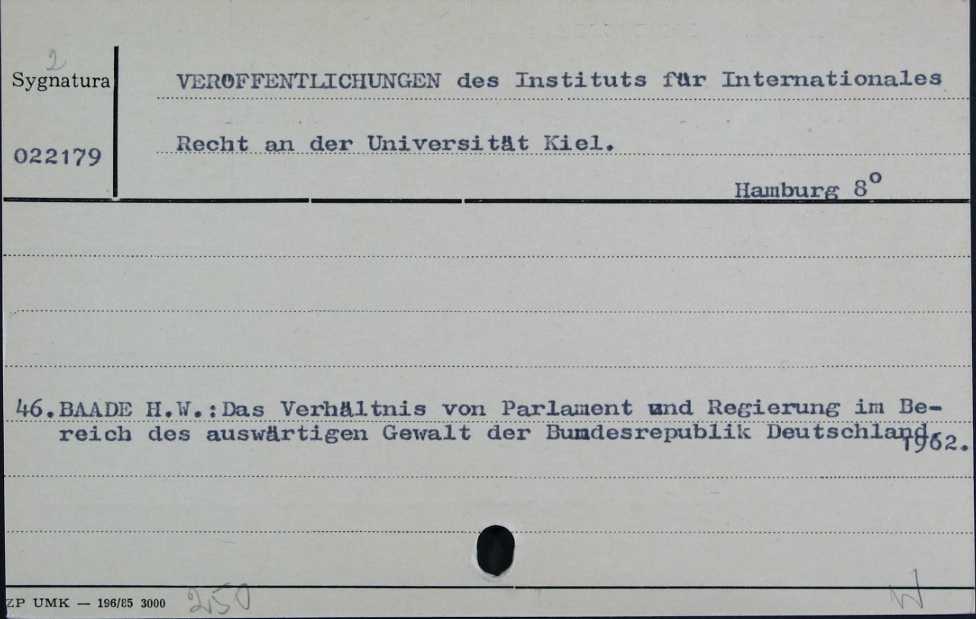 2
Sygnatura
VERÖFFENTLICHUNGEN des Instituts für Internationales
022179
Recht an der Universität Kiel.
Hamburg 8°
46. BAADE H.W.: Das Verhältnis von Parlament und Regierung im Be-
reich des auswärtigen Gewalt der Bundesrepublik Deutschland.
1962.
ZP UMK — 196/85 3000
250
W